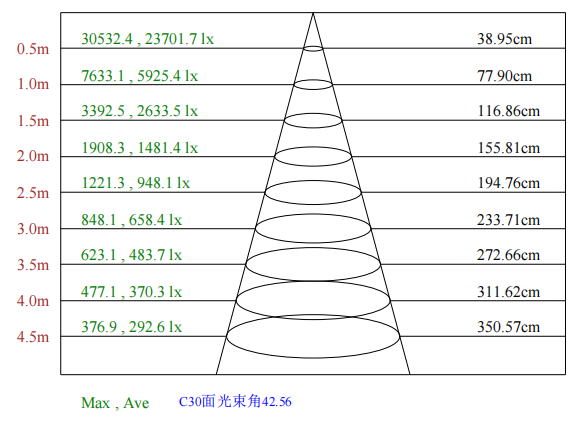 30532.4 , 23701.7 lx 38.95cm
0.5m
7633.1 , 5925.4 lx 77.90cm
1.0m
3392.5 , 2633.5 lx 116.86cm
1.5m
1908.3 , 1481.4 lx 155.81cm
2.0m
1221.3 , 948.1 lx 194.76cm
2.5m
848.1 , 658.4 lx 233.71cm
3.0m
623.1 , 483.7 lx 272.66cm
3.5m
477.1 , 370.3 lx 311.62cm
4.0m
376.9 , 292.6 lx 350.57cm
4.5m
Max , Ave C30面光束角42.56